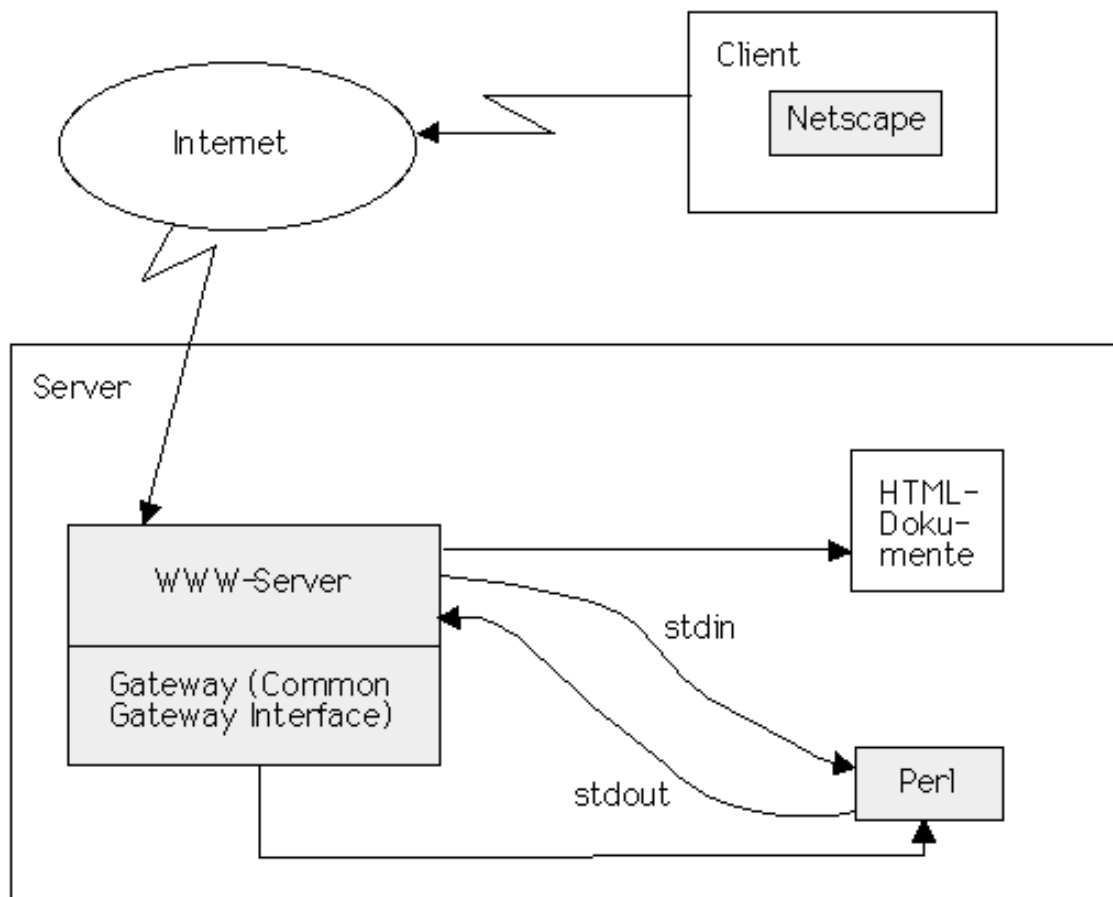 Client
Netscape
Internet
Server
HTML-
Doku-
mente
WWW-Server
stdin
Gateway (Common
Gateway Interface)
stdout
Perl